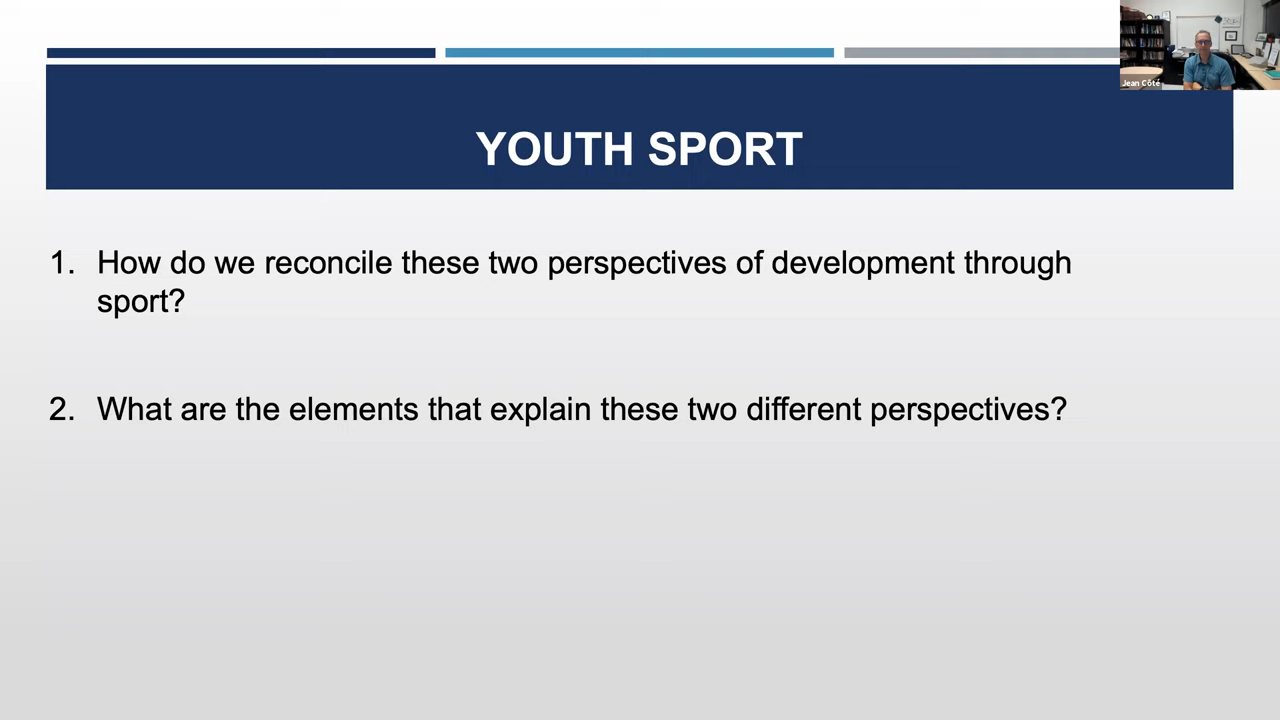 Jean Côté
YOUTH SPORT
1. How do we reconcile these two perspectives of development through
sport?
2. What are the elements that explain these two different perspectives?